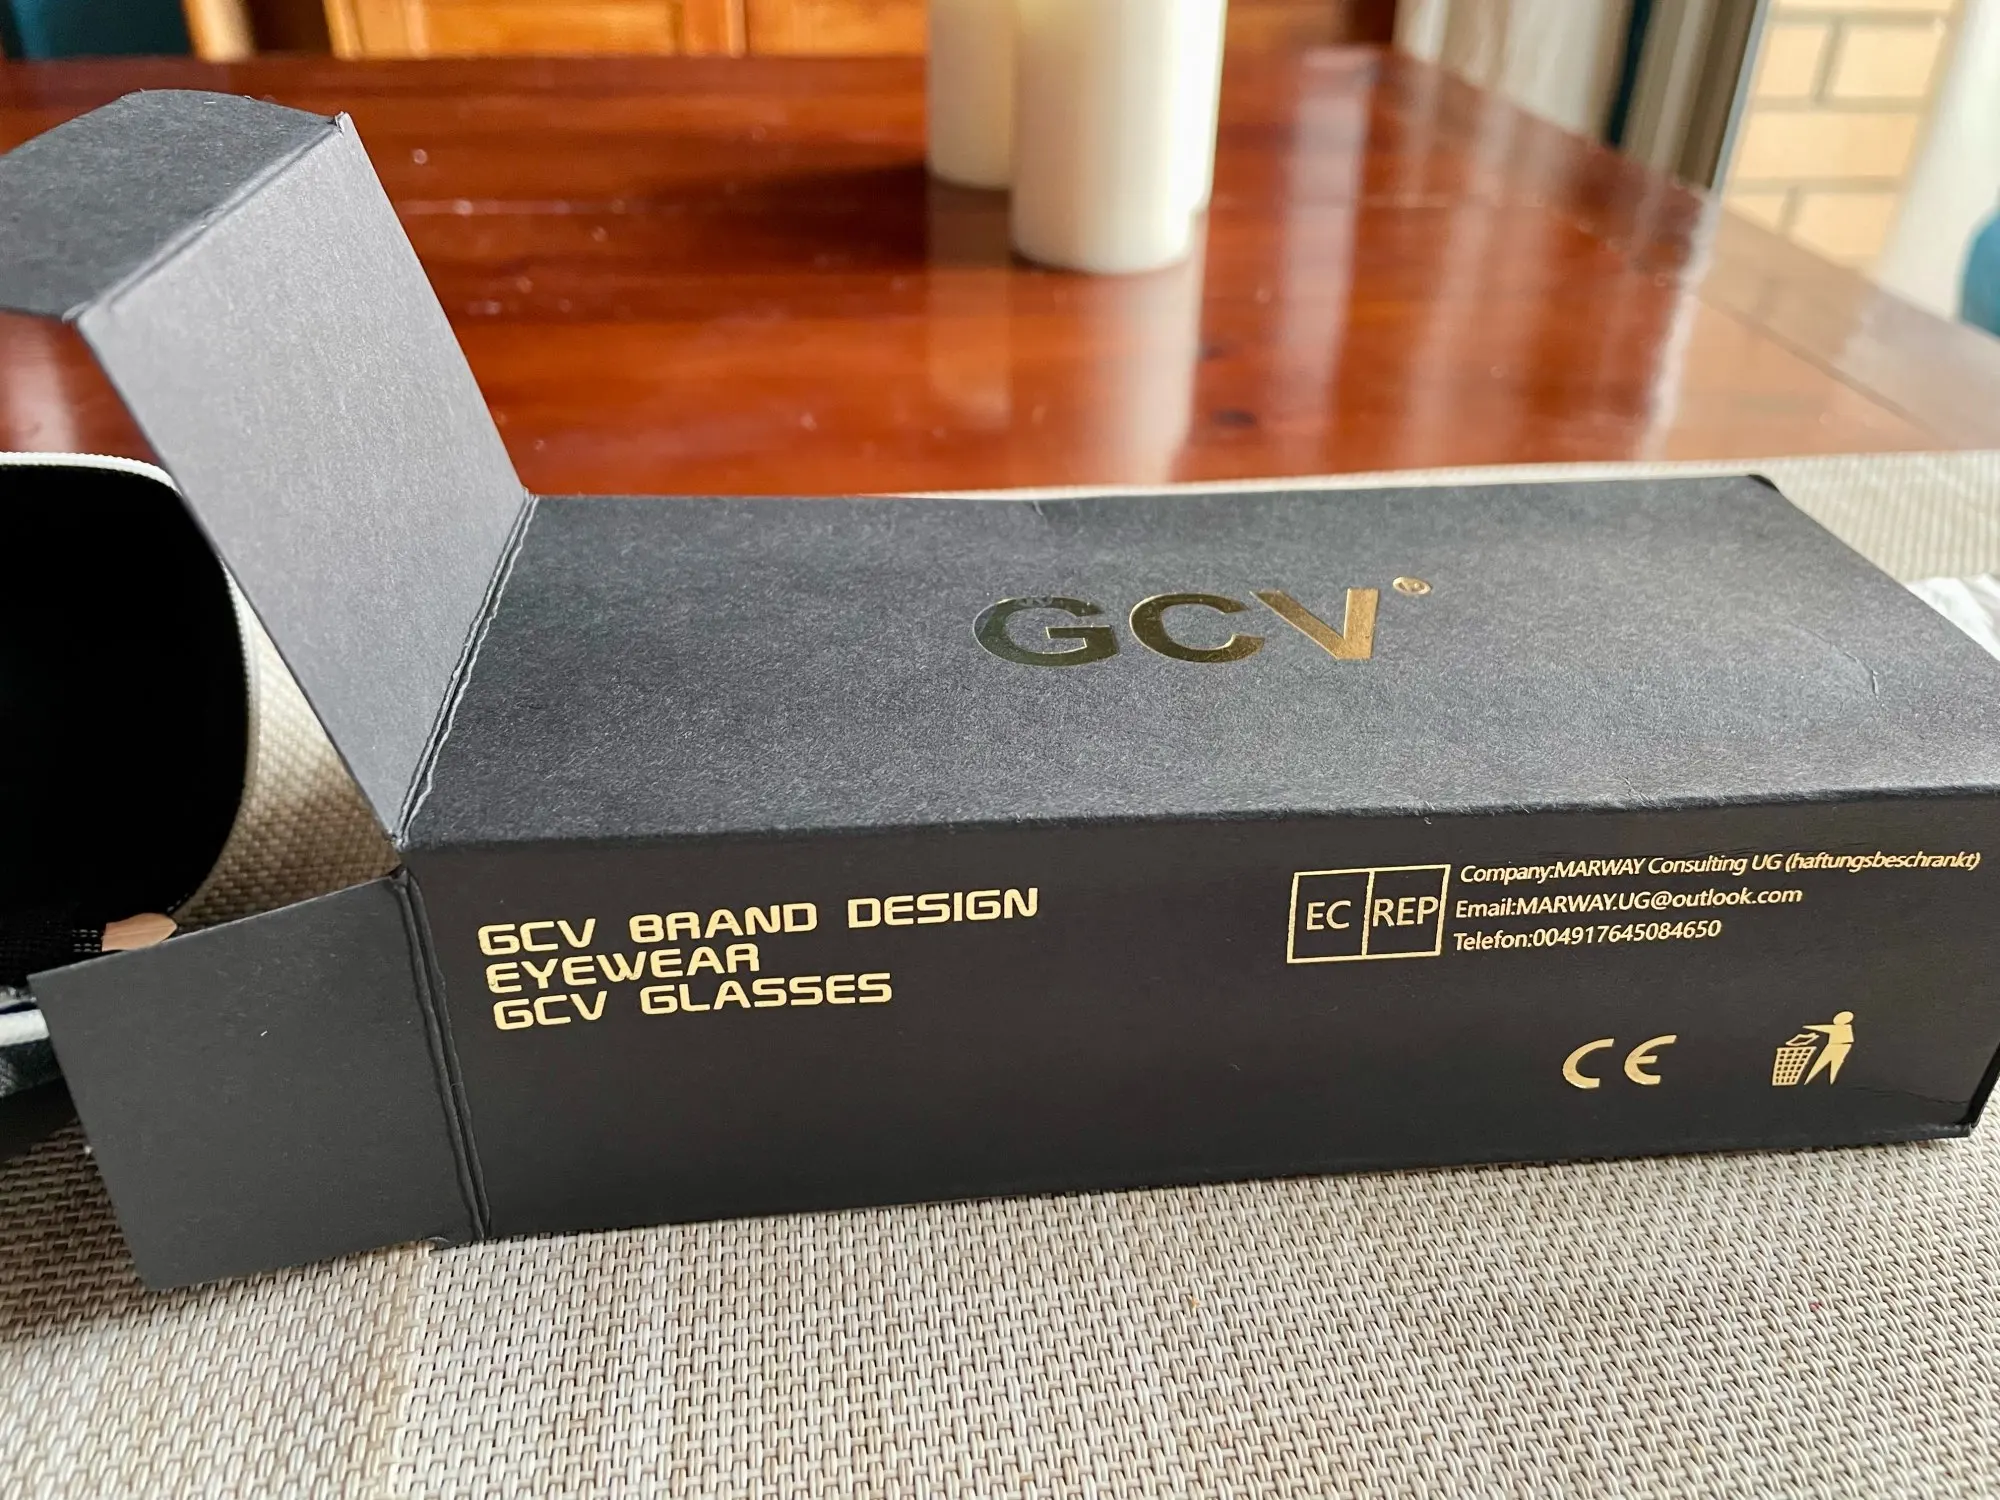 GCV®
GCV BRAND DESIGN
EYEWEAR
GCV GLASSES
EC REP
Company:MARWAY Consulting UG (haftungsbeschrankt)
Email:MARWAY.UG@outlook.com
Telefon:004917645084650
CE